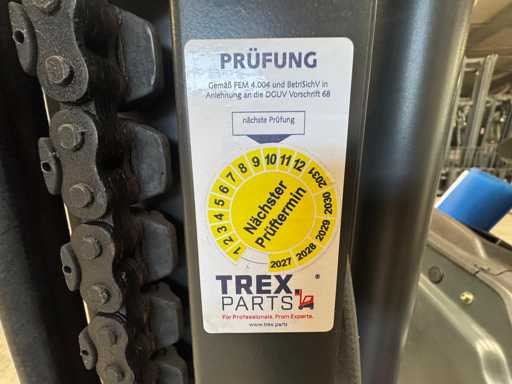 PRÜFUNG
Gemäß FEM 4.004 und BetrSichV in
Anlehnung an die DGUV Vorschrift 68
nächste Prüfung
1 2 3 4 5 6 7 8 9 10 11 12
2031 2030 2029 2028 2027
Nächster
Prüftermin
TREX.
PARTS
®
For Professionals. From Experts.
www.trex.parts